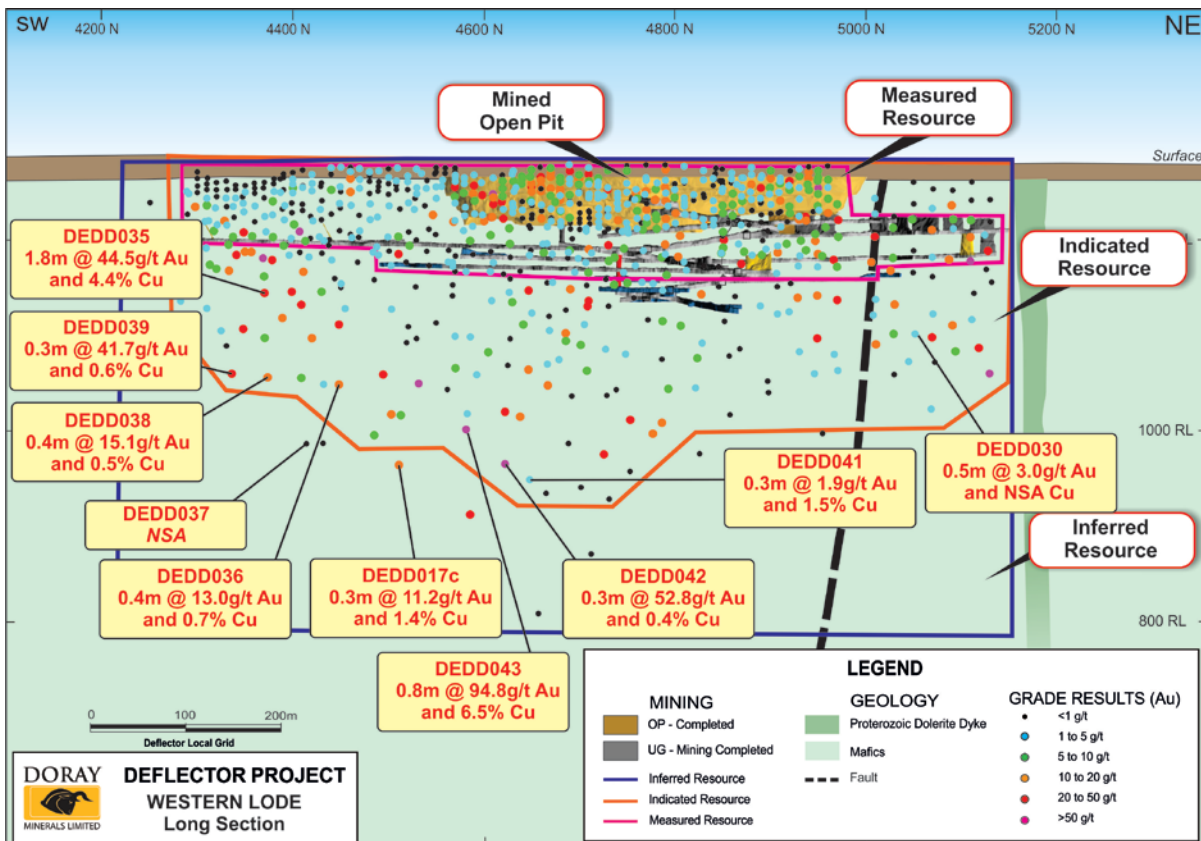 SW
4200 N
4400 N
4600 N
4800 N
5000 N
5200 N
NE
Mined
Open Pit
Measured
Resource
Surface
DEDD035
1.8m @ 44.5g/t Au
and 4.4% Cu
Indicated
Resource
DEDD039
0.3m @ 41.7g/t Au
and 0.6% Cu
DEDD038
0.4m @ 15.1g/t Au
and 0.5% Cu
1000 RL
DEDD037
NSA
DEDD041
0.3m @ 1.9g/t Au
and 1.5% Cu
DEDD030
0.5m @ 3.0g/t Au
and NSA Cu
Inferred
Resource
DEDD036
0.4m @ 13.0g/t Au
and 0.7% Cu
DEDD017c
0.3m @ 11.2g/t Au
and 1.4% Cu
DEDD042
0.3m @ 52.8g/t Au
and 0.4% Cu
800 RL
DEDD043
0.8m @ 94.8g/t Au
and 6.5% Cu
0
100
200m
Deflector Local Grid
DORAY
MINERALS LIMITED
DEFLECTOR PROJECT
WESTERN LODE
Long Section
LEGEND
MINING
OP - Completed
UG - Mining Completed
Inferred Resource
Indicated Resource
Measured Resource
GEOLOGY
Proterozoic Dolerite Dyke
Mafics
Fault
GRADE RESULTS (Au)
<1 g/t
1 to 5 g/t
5 to 10 g/t
10 to 20 g/t
20 to 50 g/t
>50 g/t